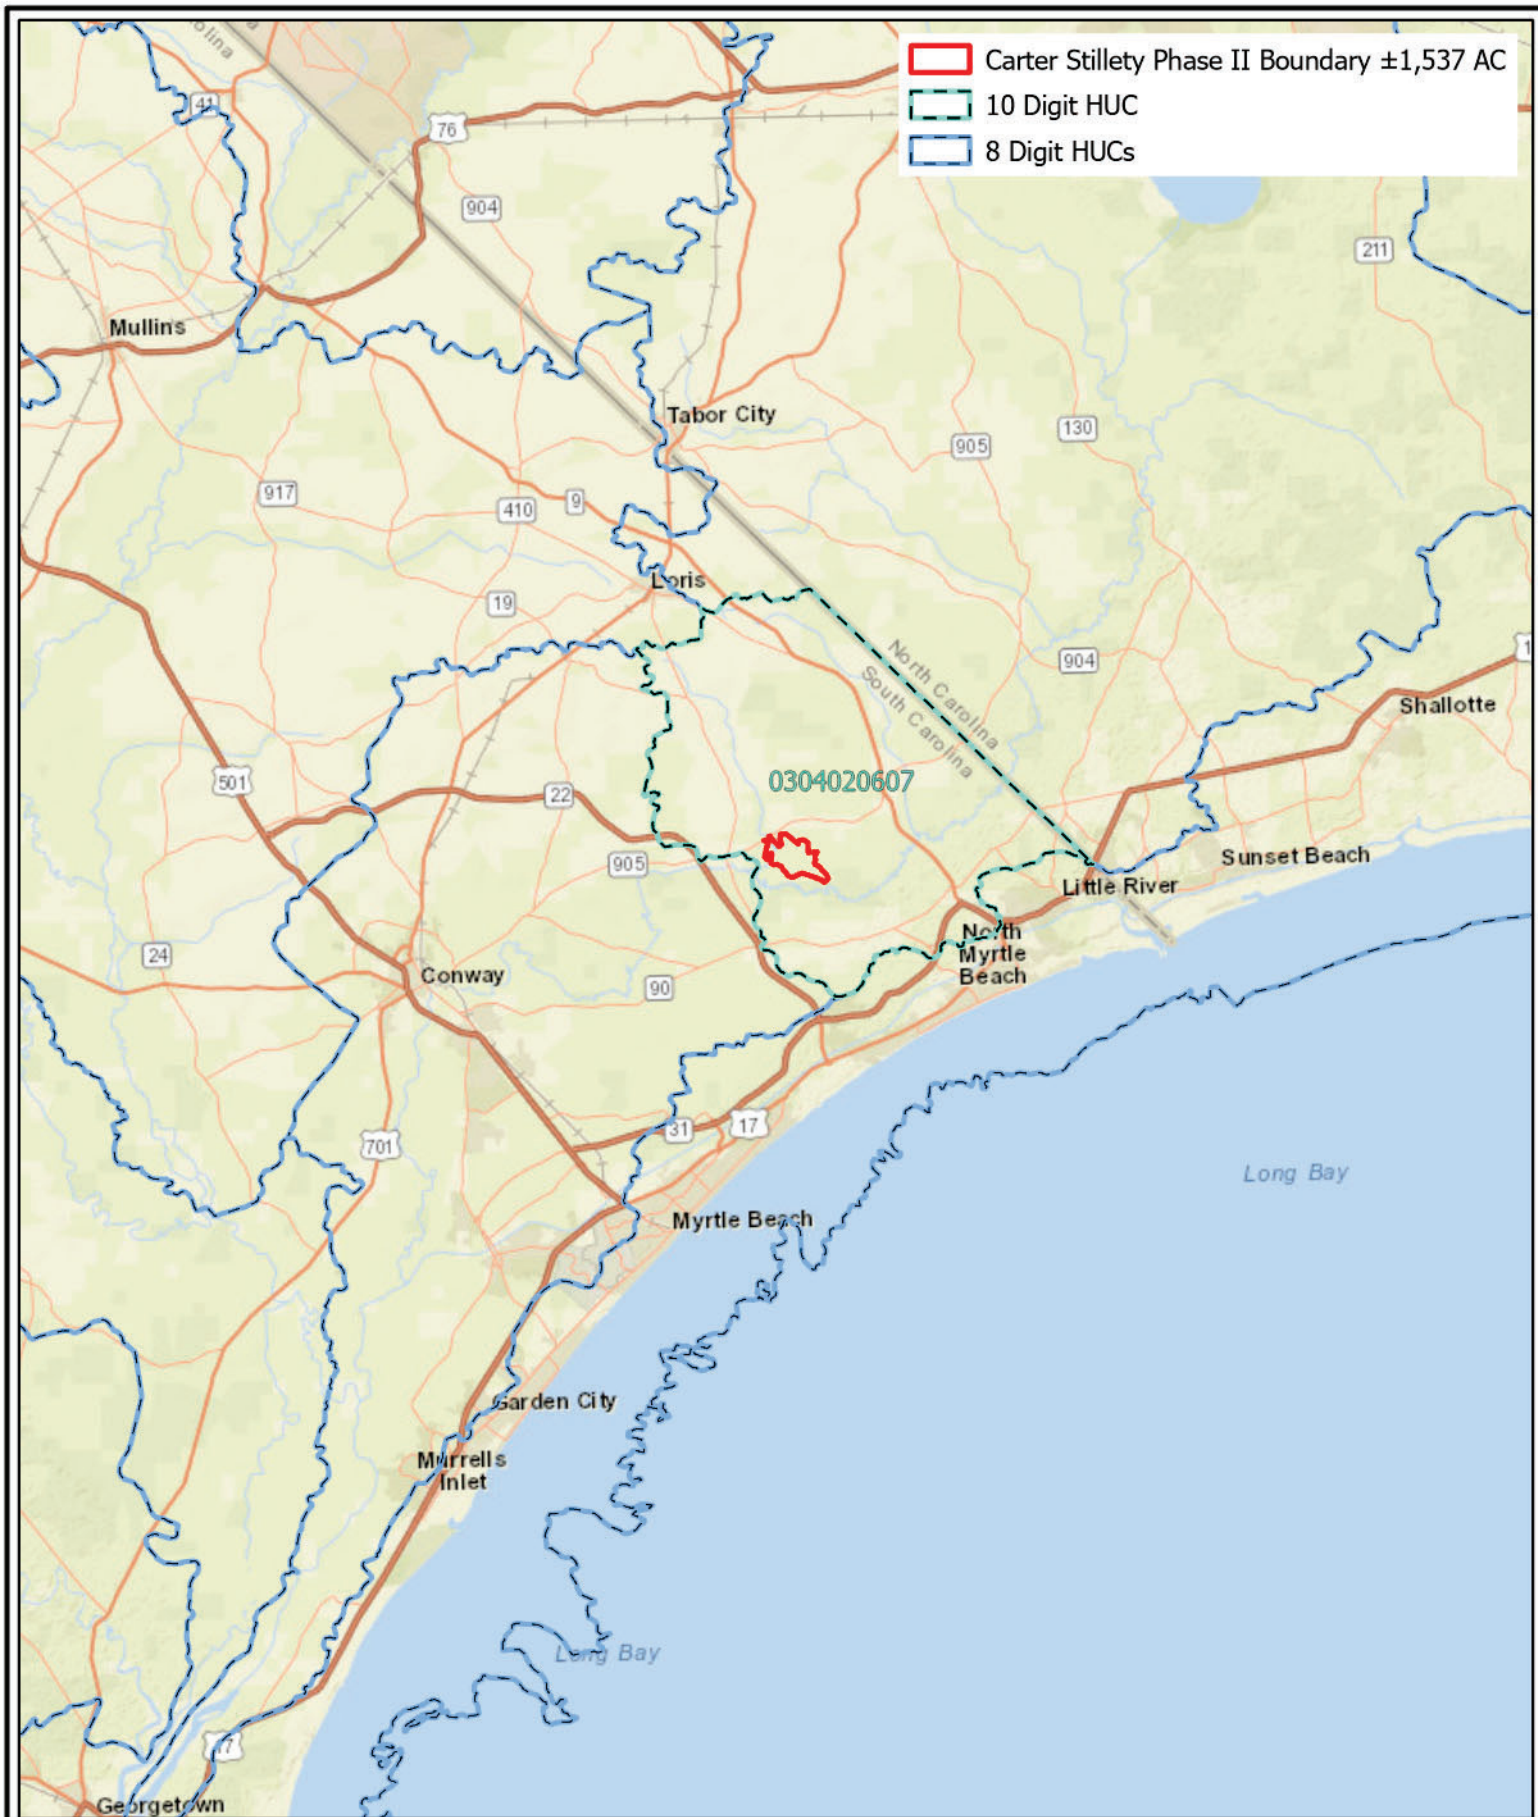 Carter Stillety Phase II Boundary ±1,537 AC
10 Digit HUC
8 Digit HUCs
41
76
904
211
Mullins
Tabor City
905
130
917
410
9
Loris
19
904
North Carolina
South Carolina
Shallotte
0304020607
501
22
905
Sunset Beach
Little River
North
Myrtle
Beach
24
Conway
90
31
17
701
Long Bay
Myrtle Beach
Garden City
Murrells
Inlet
Long Bay
17
Georgetown